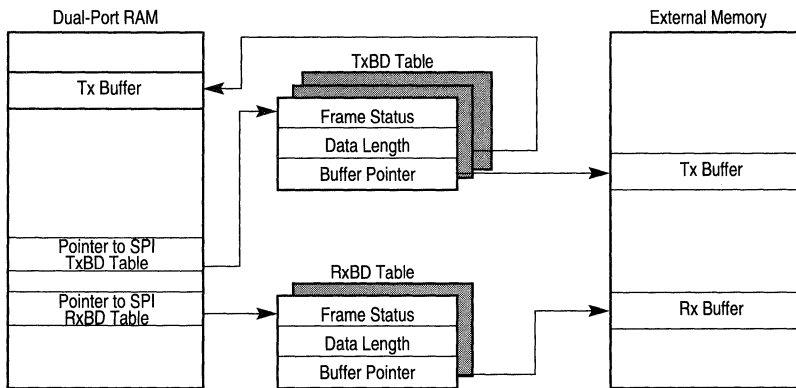 Dual-Port RAM
External Memory
TxBD Table
Tx Buffer
Frame Status
Data Length
Buffer Pointer
Tx Buffer
Pointer to SPI
TxBD Table
RxBD Table
Pointer to SPI
RxBD Table
Frame Status
Data Length
Buffer Pointer
Rx Buffer